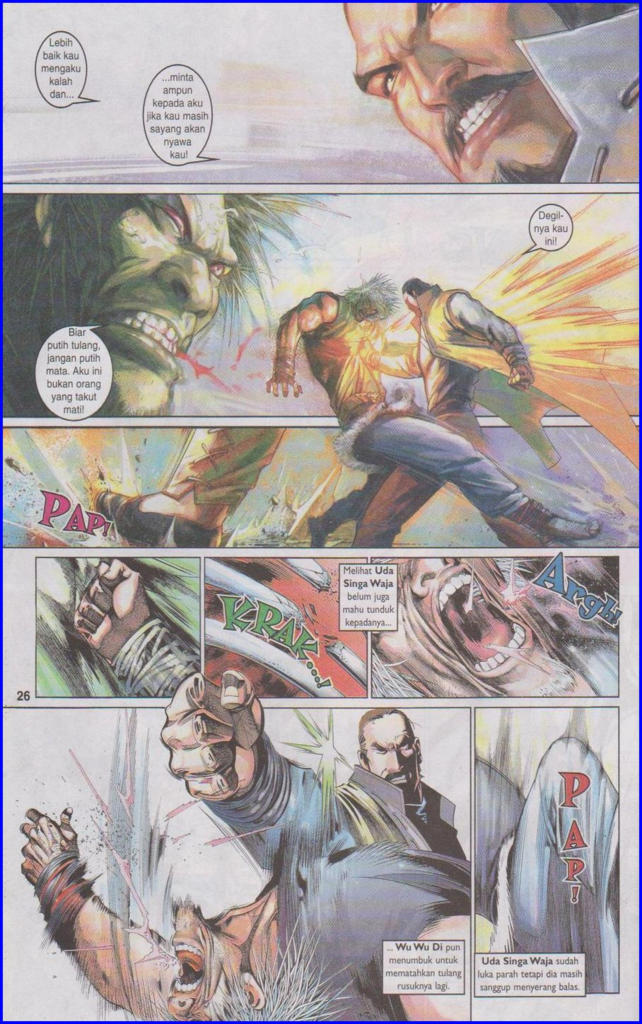 Lebih
baik kau
mengaku
kalah
dan...
...minta
ampun
kepada aku
jika kau masih
sayang akan
nyawa
kau!
Degil-
nya kau
ini!
Biar
putih tulang,
jangan putih
mata. Aku ini
bukan orang
yang takut
mati!
PAP!
Melihat Uda
Singa Waja
belum juga
mahu tunduk
kepadanya...
KRAK...!
Argh!
26
... Wu Wu Di pun
menumbuk untuk
mematahkan tulang
rusuknya lagi.
PAP!
Uda Singa Waja sudah
luka parah tetapi dia masih
sanggup menyerang balas.